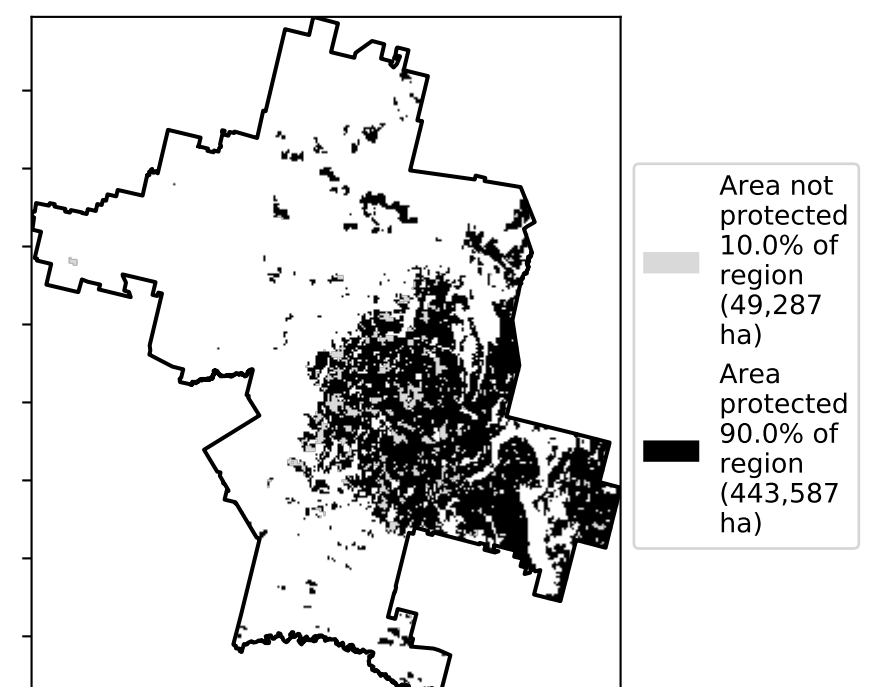 Area not
protected
10.0% of
region
(49,287
ha)
Area
protected
90.0% of
region
(443,587
ha)